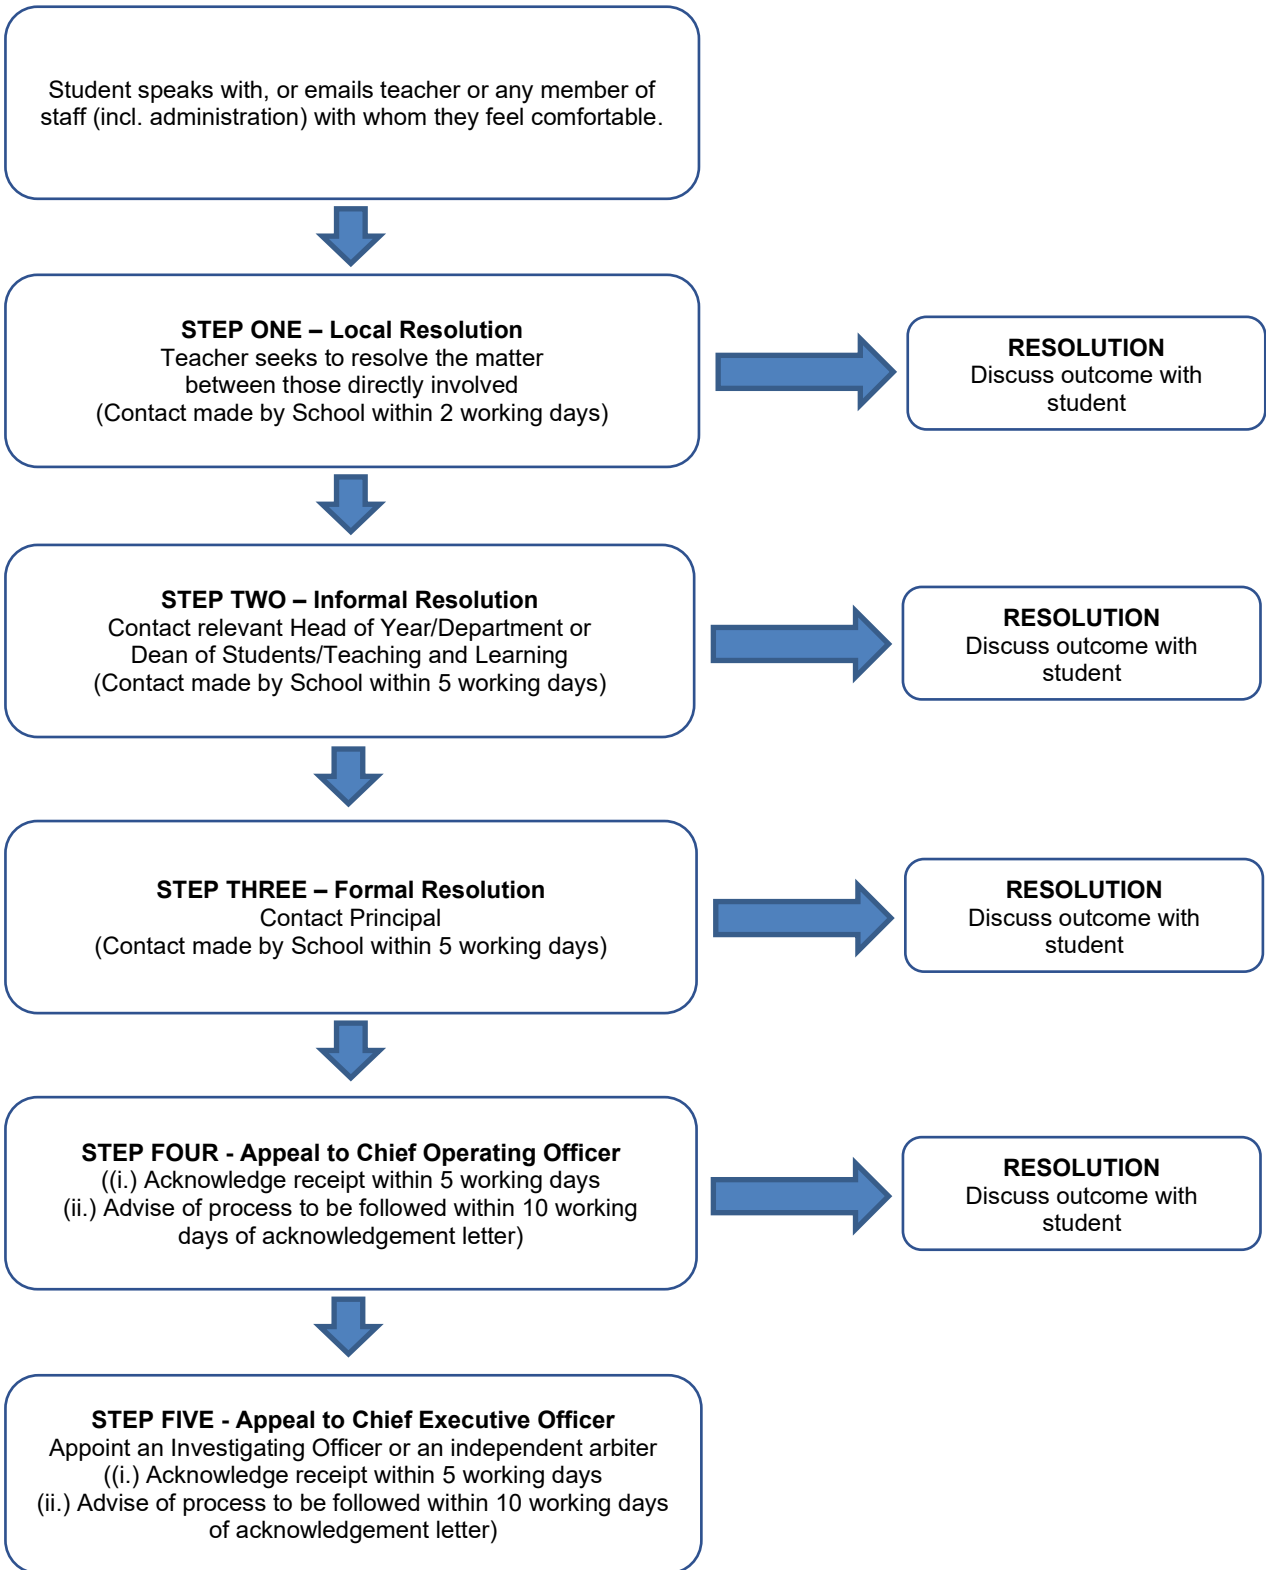 Student speaks with, or emails teacher or any member of
staff (incl. administration) with whom they feel comfortable.
STEP ONE – Local Resolution
Teacher seeks to resolve the matter
between those directly involved
(Contact made by School within 2 working days)
RESOLUTION
Discuss outcome with
student
STEP TWO – Informal Resolution
Contact relevant Head of Year/Department or
Dean of Students/Teaching and Learning
(Contact made by School within 5 working days)
RESOLUTION
Discuss outcome with
student
STEP THREE – Formal Resolution
Contact Principal
(Contact made by School within 5 working days)
RESOLUTION
Discuss outcome with
student
STEP FOUR - Appeal to Chief Operating Officer
((i.) Acknowledge receipt within 5 working days
(ii.) Advise of process to be followed within 10 working
days of acknowledgement letter)
RESOLUTION
Discuss outcome with
student
STEP FIVE - Appeal to Chief Executive Officer
Appoint an Investigating Officer or an independent arbiter
((i.) Acknowledge receipt within 5 working days
(ii.) Advise of process to be followed within 10 working days
of acknowledgement letter)